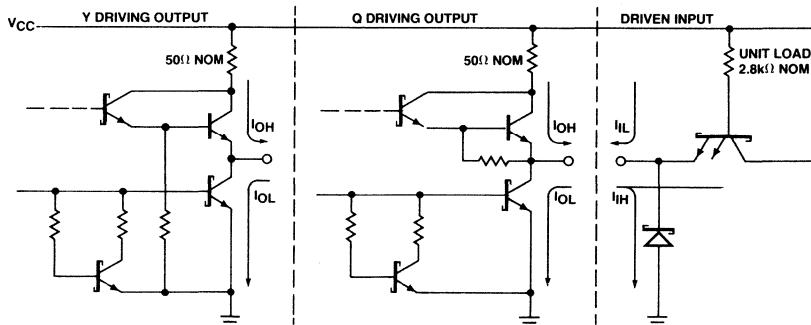 Y DRIVING OUTPUT
Q DRIVING OUTPUT
DRIVEN INPUT
VCC
50Ω NOM
50Ω NOM
UNIT LOAD
2.8kΩ NOM
IOH
IOH
IIL
IOL
IOL
IIH